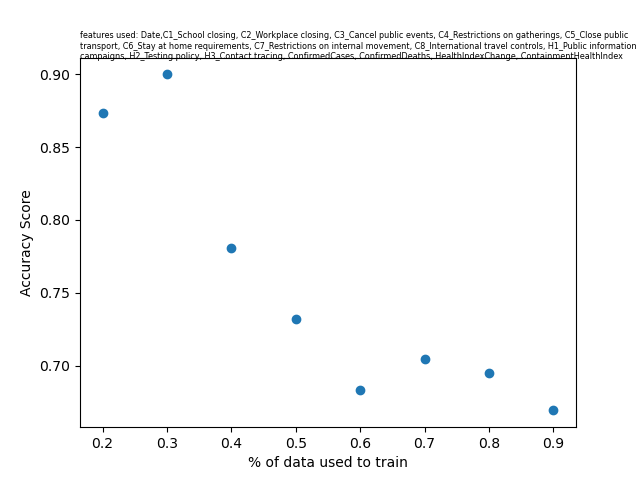 features used: Date,C1_School closing, C2_Workplace closing, C3_Cancel public events, C4_Restrictions on gatherings, C5_Close public
transport, C6_Stay at home requirements, C7_Restrictions on internal movement, C8_International travel controls, H1_Public information
campaigns, H2_Testing policy, H3_Contact tracing, ConfirmedCases, ConfirmedDeaths, HealthIndexChange, ContainmentHealthIndex
0.90
0.85
0.80
0.75
0.70
Accuracy Score
0.2 0.3 0.4 0.5 0.6 0.7 0.8 0.9
% of data used to train